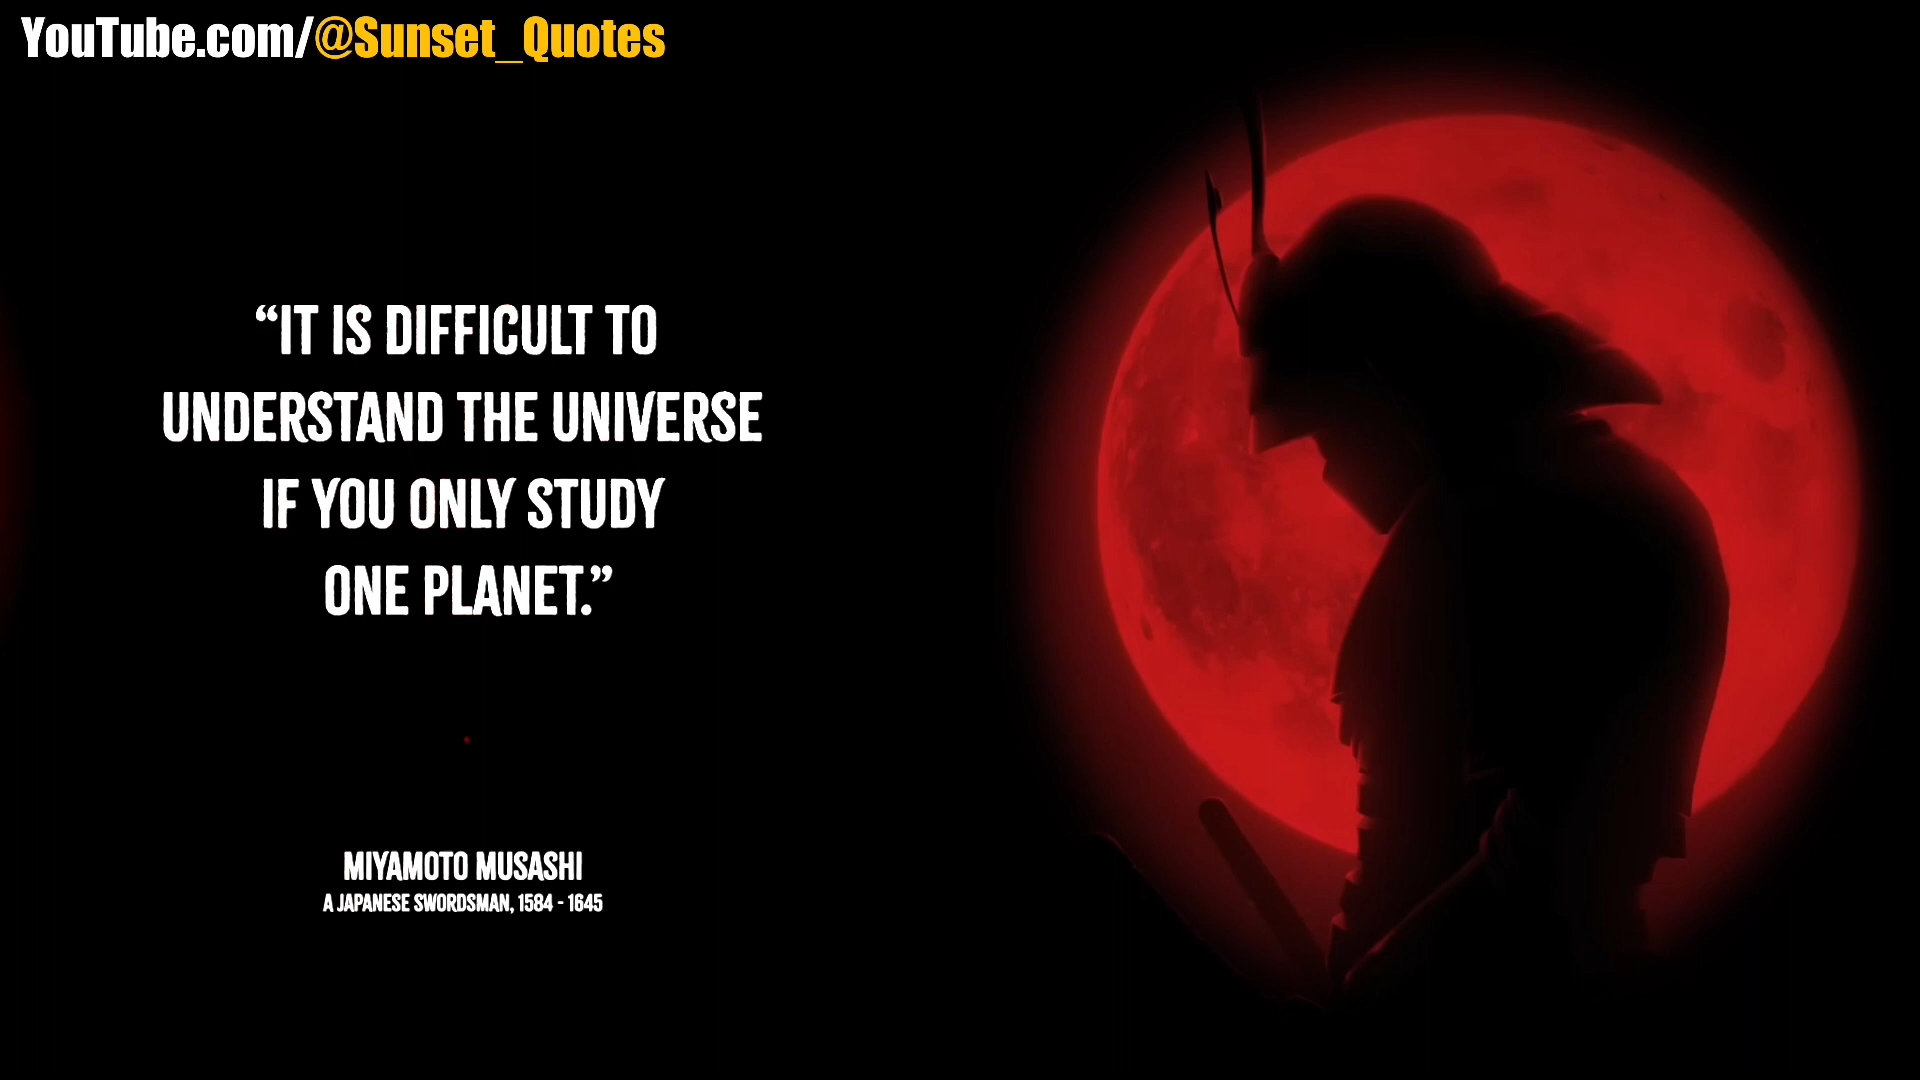 YouTube.com/@Sunset_Quotes
“IT IS DIFFICULT TO
UNDERSTAND THE UNIVERSE
IF YOU ONLY STUDY
ONE PLANET.”
MIYAMOTO MUSASHI
A JAPANESE SWORDSMAN, 1584 - 1645